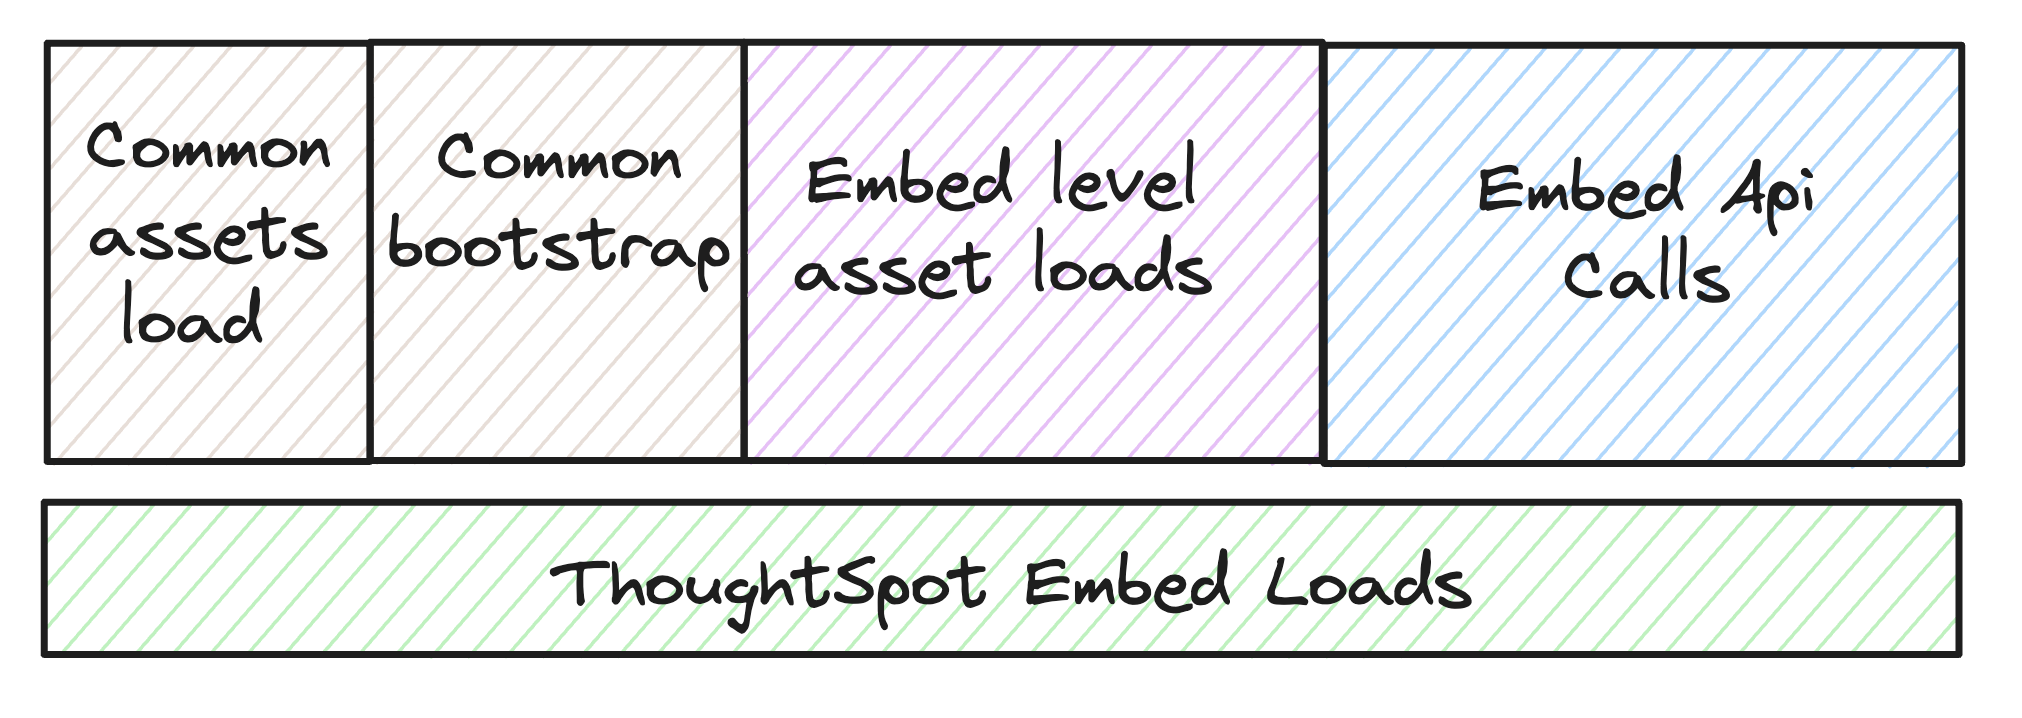 Common
assets
load
Common
bootstrap
Embed level
asset loads
Embed Api
Calls
ThoughtSpot Embed Loads